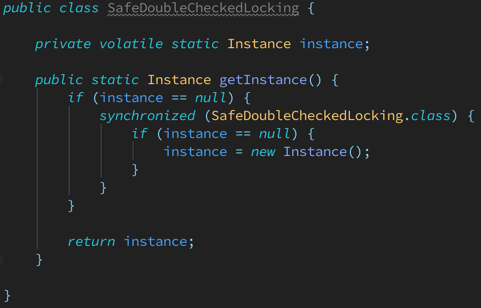 public class SafeDoubleCheckedLocking {
private volatile static Instance instance;
public static Instance getInstance() {
if (instance == null) {
synchronized (SafeDoubleCheckedLocking.class) {
if (instance == null) {
instance = new Instance();
}
}
}
return instance;
}
}